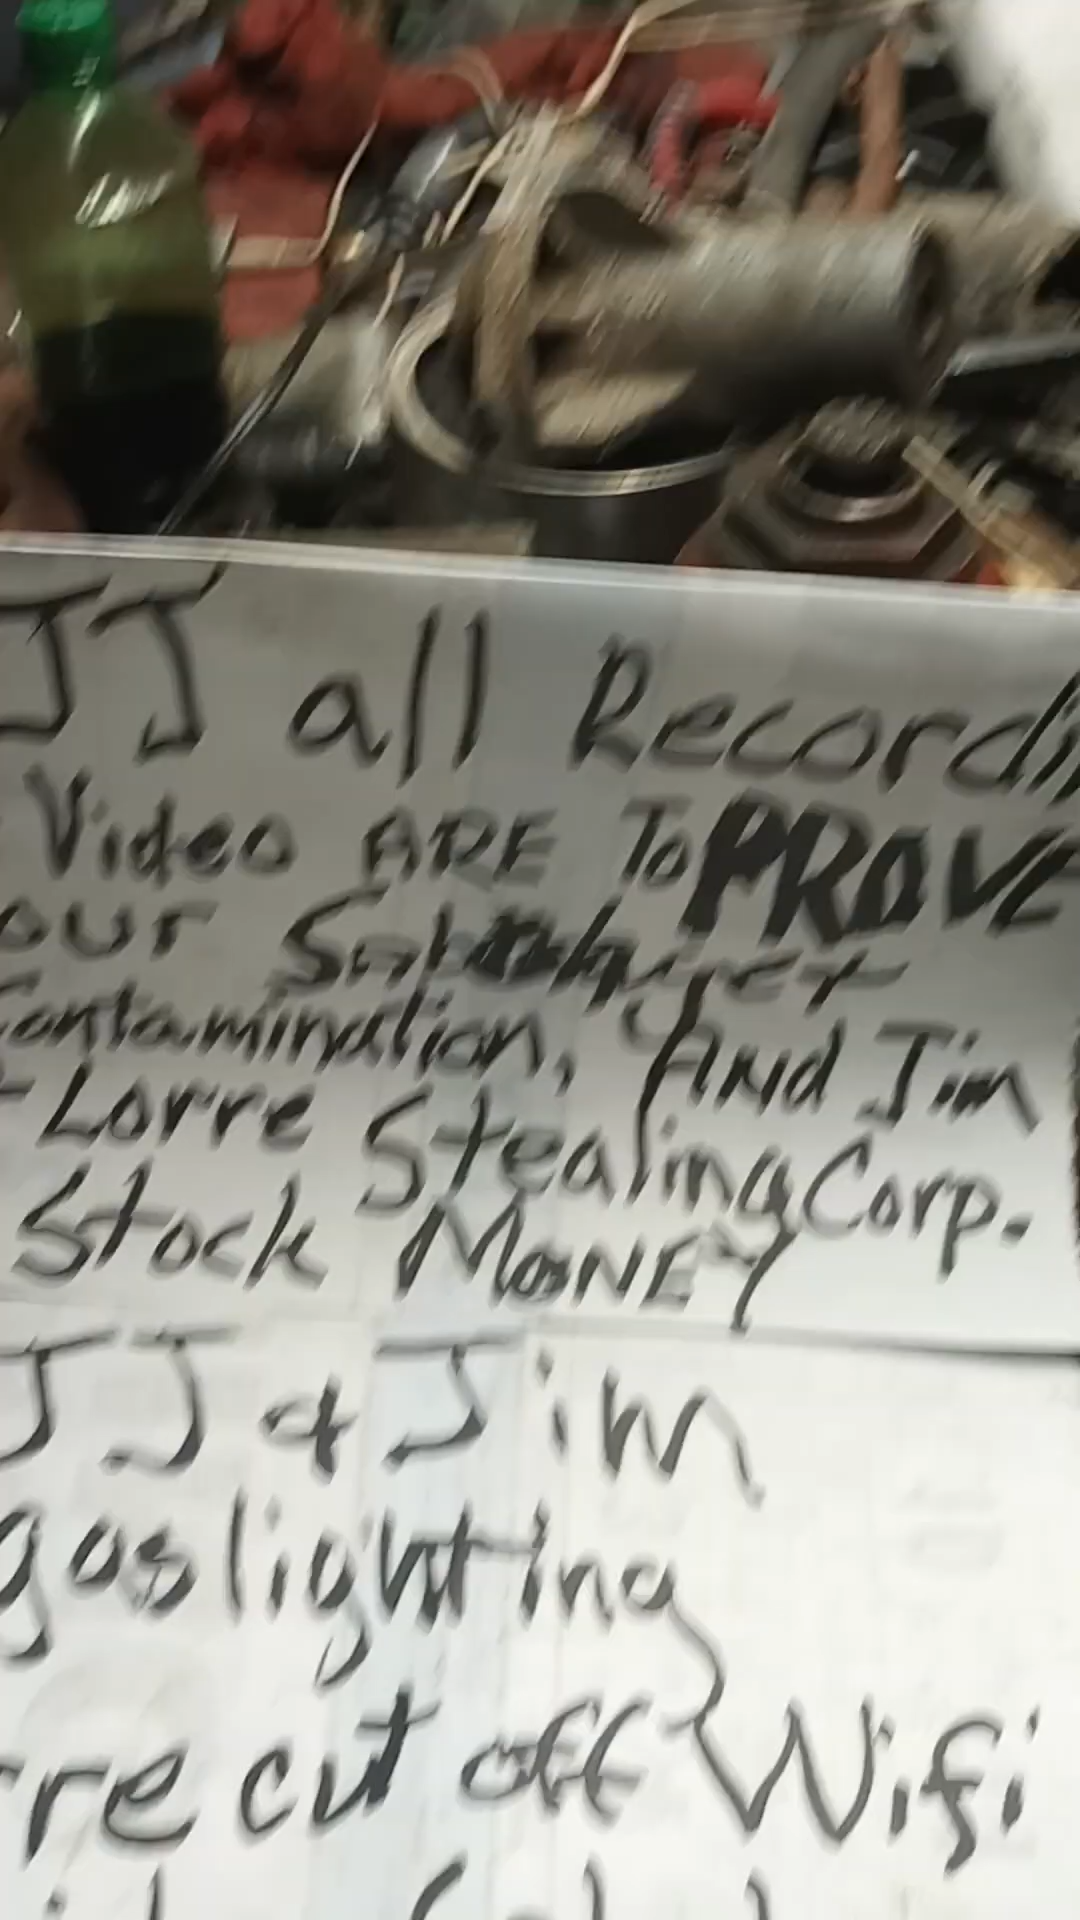 JJ all Recordi
Video ARE To PROVE
our
Contamination, And Jim
+ Lorre Stealing Corp.
Stock MONEY
JJ & Jim
gaslighting
rre cut off Wifi